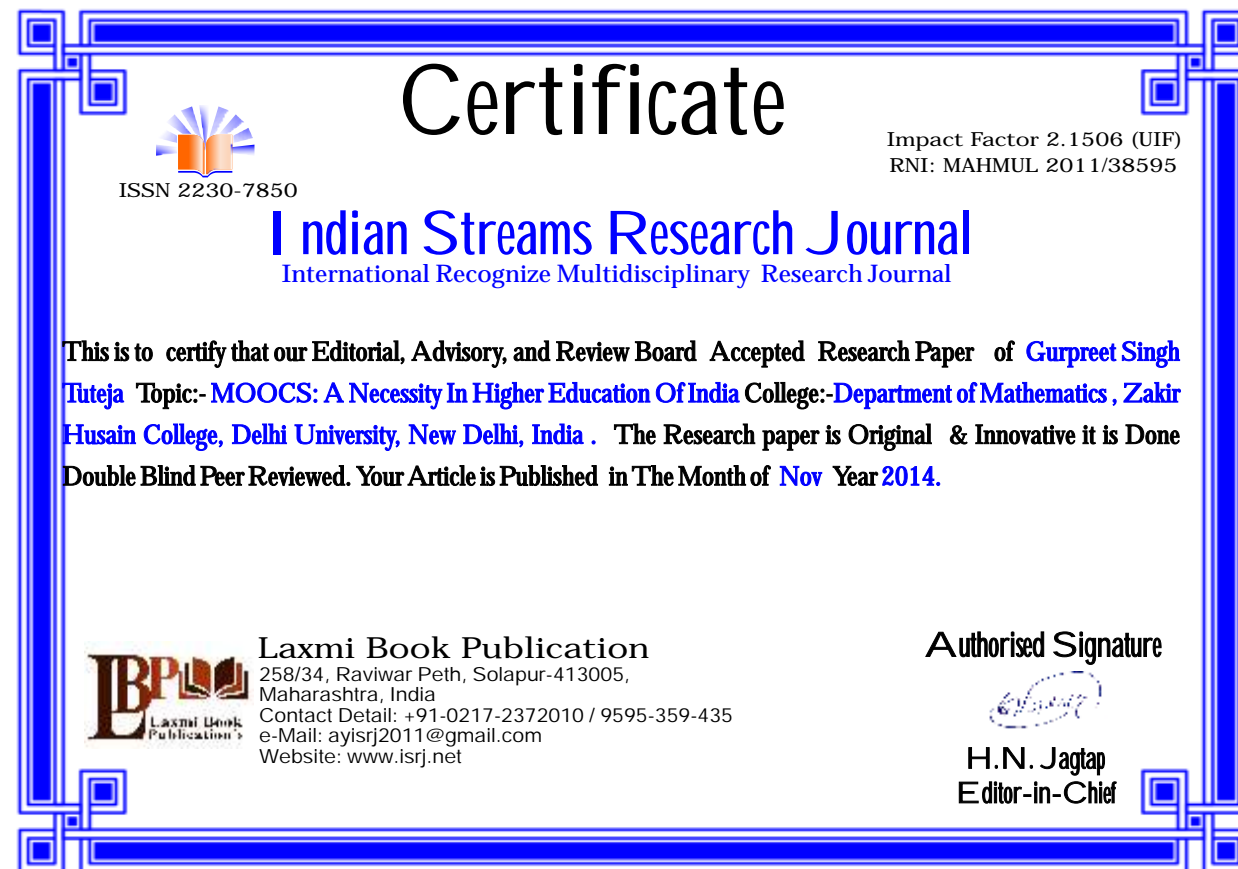 Certificate
Impact Factor 2.1506 (UIF)
RNI: MAHMUL 2011/38595
ISSN 2230-7850
Indian Streams Research Journal
International Recognize Multidisciplinary Research Journal
This is to certify that our Editorial, Advisory, and Review Board Accepted Research Paper of Gurpreet Singh
Tuteja Topic:- MOOCS: A Necessity In Higher Education Of India College:-Department of Mathematics , Zakir
Husain College, Delhi University, New Delhi, India . The Research paper is Original & Innovative it is Done
Double Blind Peer Reviewed. Your Article is Published in The Month of Nov Year 2014.
LBP
Laxmi Book
Publication's
Laxmi Book Publication
258/34, Raviwar Peth, Solapur-413005,
Maharashtra, India
Contact Detail: +91-0217-2372010 / 9595-359-435
e-Mail: ayisrj2011@gmail.com
Website: www.isrj.net
Authorised Signature
H.N. Jagtap
Editor-in-Chief